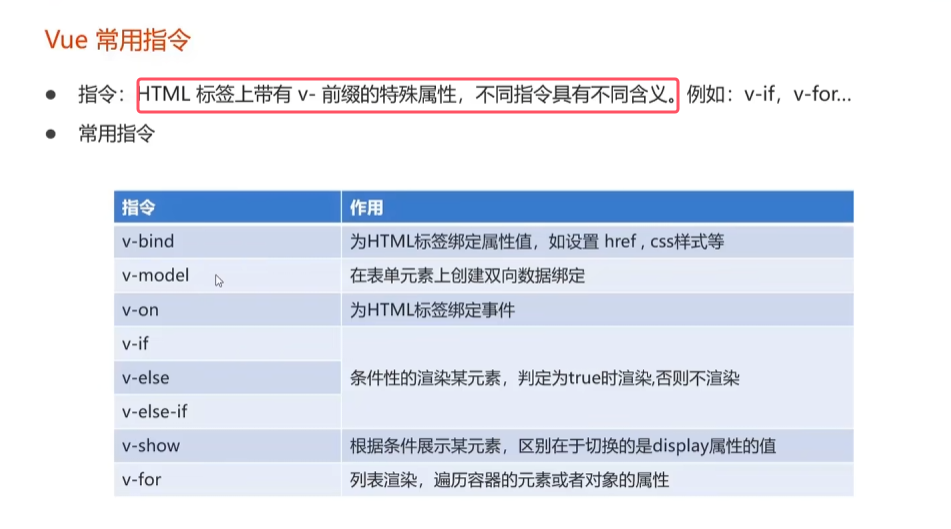 Vue 常用指令
● 指令：HTML 标签上带有 v- 前缀的特殊属性，不同指令具有不同含义。例如：v-if，v-for...
● 常用指令
指令 作用
v-bind 为HTML标签绑定属性值，如设置 href , css样式等
v-model 在表单元素上创建双向数据绑定
v-on 为HTML标签绑定事件
v-if
v-else 条件性的渲染某元素，判定为true时渲染,否则不渲染
v-else-if
v-show 根据条件展示某元素，区别在于切换的是display属性的值
v-for 列表渲染，遍历容器的元素或者对象的属性